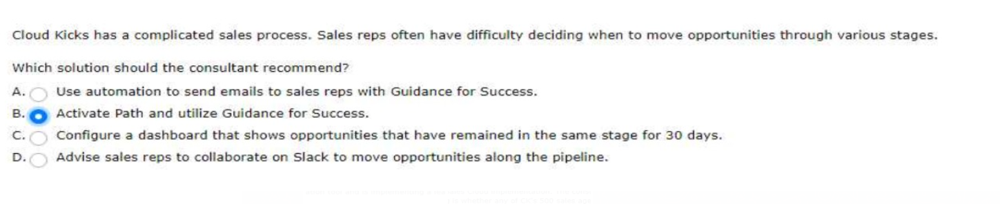 Cloud Kicks has a complicated sales process. Sales reps often have difficulty deciding when to move opportunities through various stages.
Which solution should the consultant recommend?
A. Use automation to send emails to sales reps with Guidance for Success.
B. Activate Path and utilize Guidance for Success.
C. Configure a dashboard that shows opportunities that have remained in the same stage for 30 days.
D. Advise sales reps to collaborate on Slack to move opportunities along the pipeline.